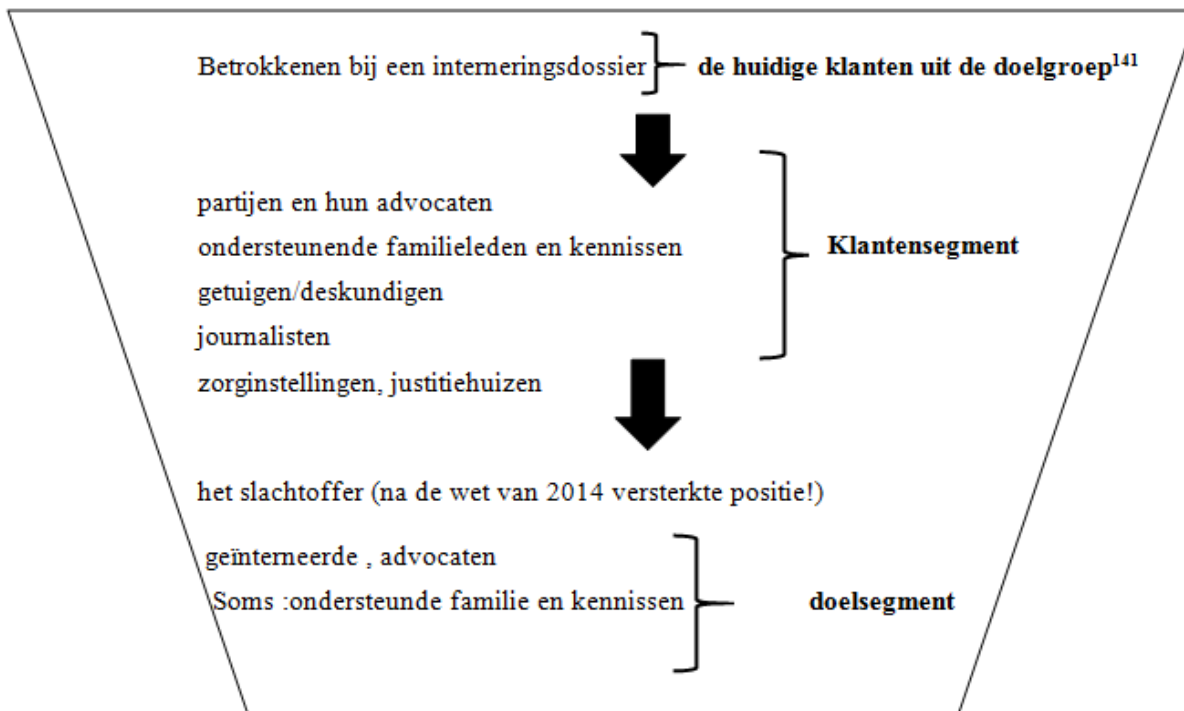 Betrokkenen bij een interneringsdossier de huidige klanten uit de doelgroep¹⁴¹
partijen en hun advocaten
ondersteunende familieleden en kennissen Klantensegment
getuigen/deskundigen
journalisten
zorginstellingen, justitiehuizen
het slachtoffer (na de wet van 2014 versterkte positie!)
geïnterneerde , advocaten
Soms :ondersteunde familie en kennissen doelsegment